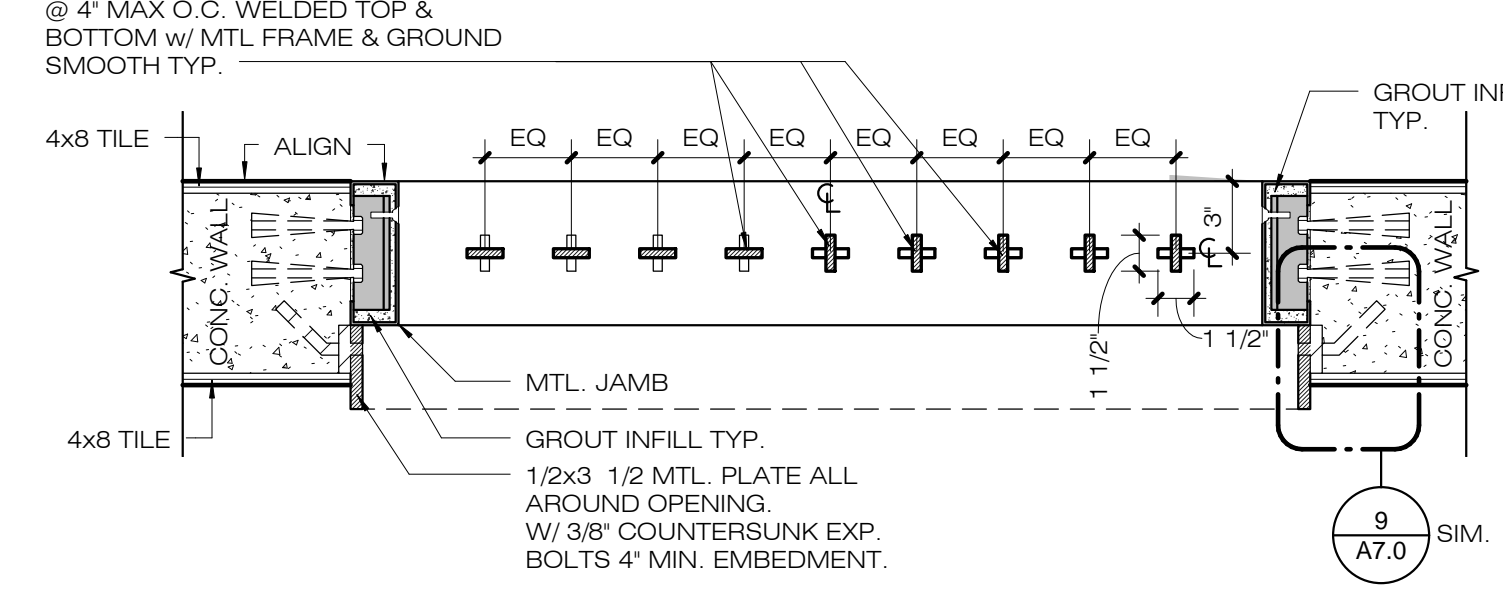 @ 4" MAX O.C. WELDED TOP &
BOTTOM w/ MTL FRAME & GROUND
SMOOTH TYP.
GROUT
TYP.
4x8 TILE
ALIGN
EQ EQ EQ EQ EQ EQ EQ EQ
CL
3"
CL
CONC. WALL
CONC. WALL
1 1/2"
1 1/2"
MTL. JAMB
4x8 TILE
GROUT INFILL TYP.
1/2x3 1/2 MTL. PLATE ALL
AROUND OPENING.
W/ 3/8" COUNTERSUNK EXP.
BOLTS 4" MIN. EMBEDMENT.
9
A7.0
SIM.